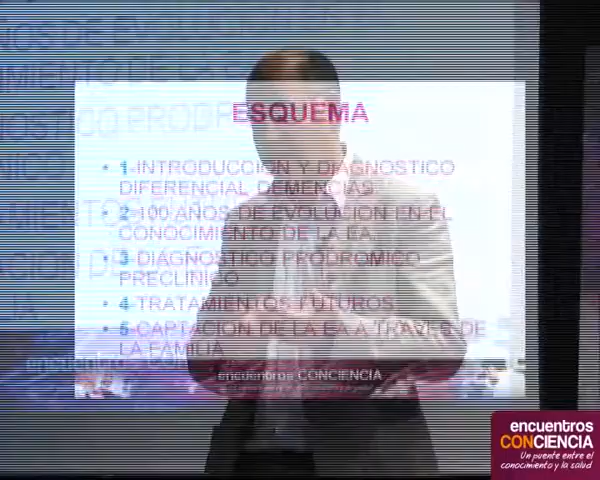 ESQUEMA
• 1-INTRODUCCION Y DIAGNOSTICO
DIFERENCIAL DEMENCIAS
• 2-100 AÑOS DE EVOLUCION EN EL
CONOCIMIENTO DE LA EA.
• 3-DIAGNOSTICO PRODROMICO
PRECLINICO
• 4-TRATAMIENTOS FUTUROS
• 5-CAPTACION DE LA EA A TRAVES DE
LA FAMILIA
encuentros CONCIENCIA
encuentros
CONCIENCIA
Un puente entre el
conocimiento y la salud